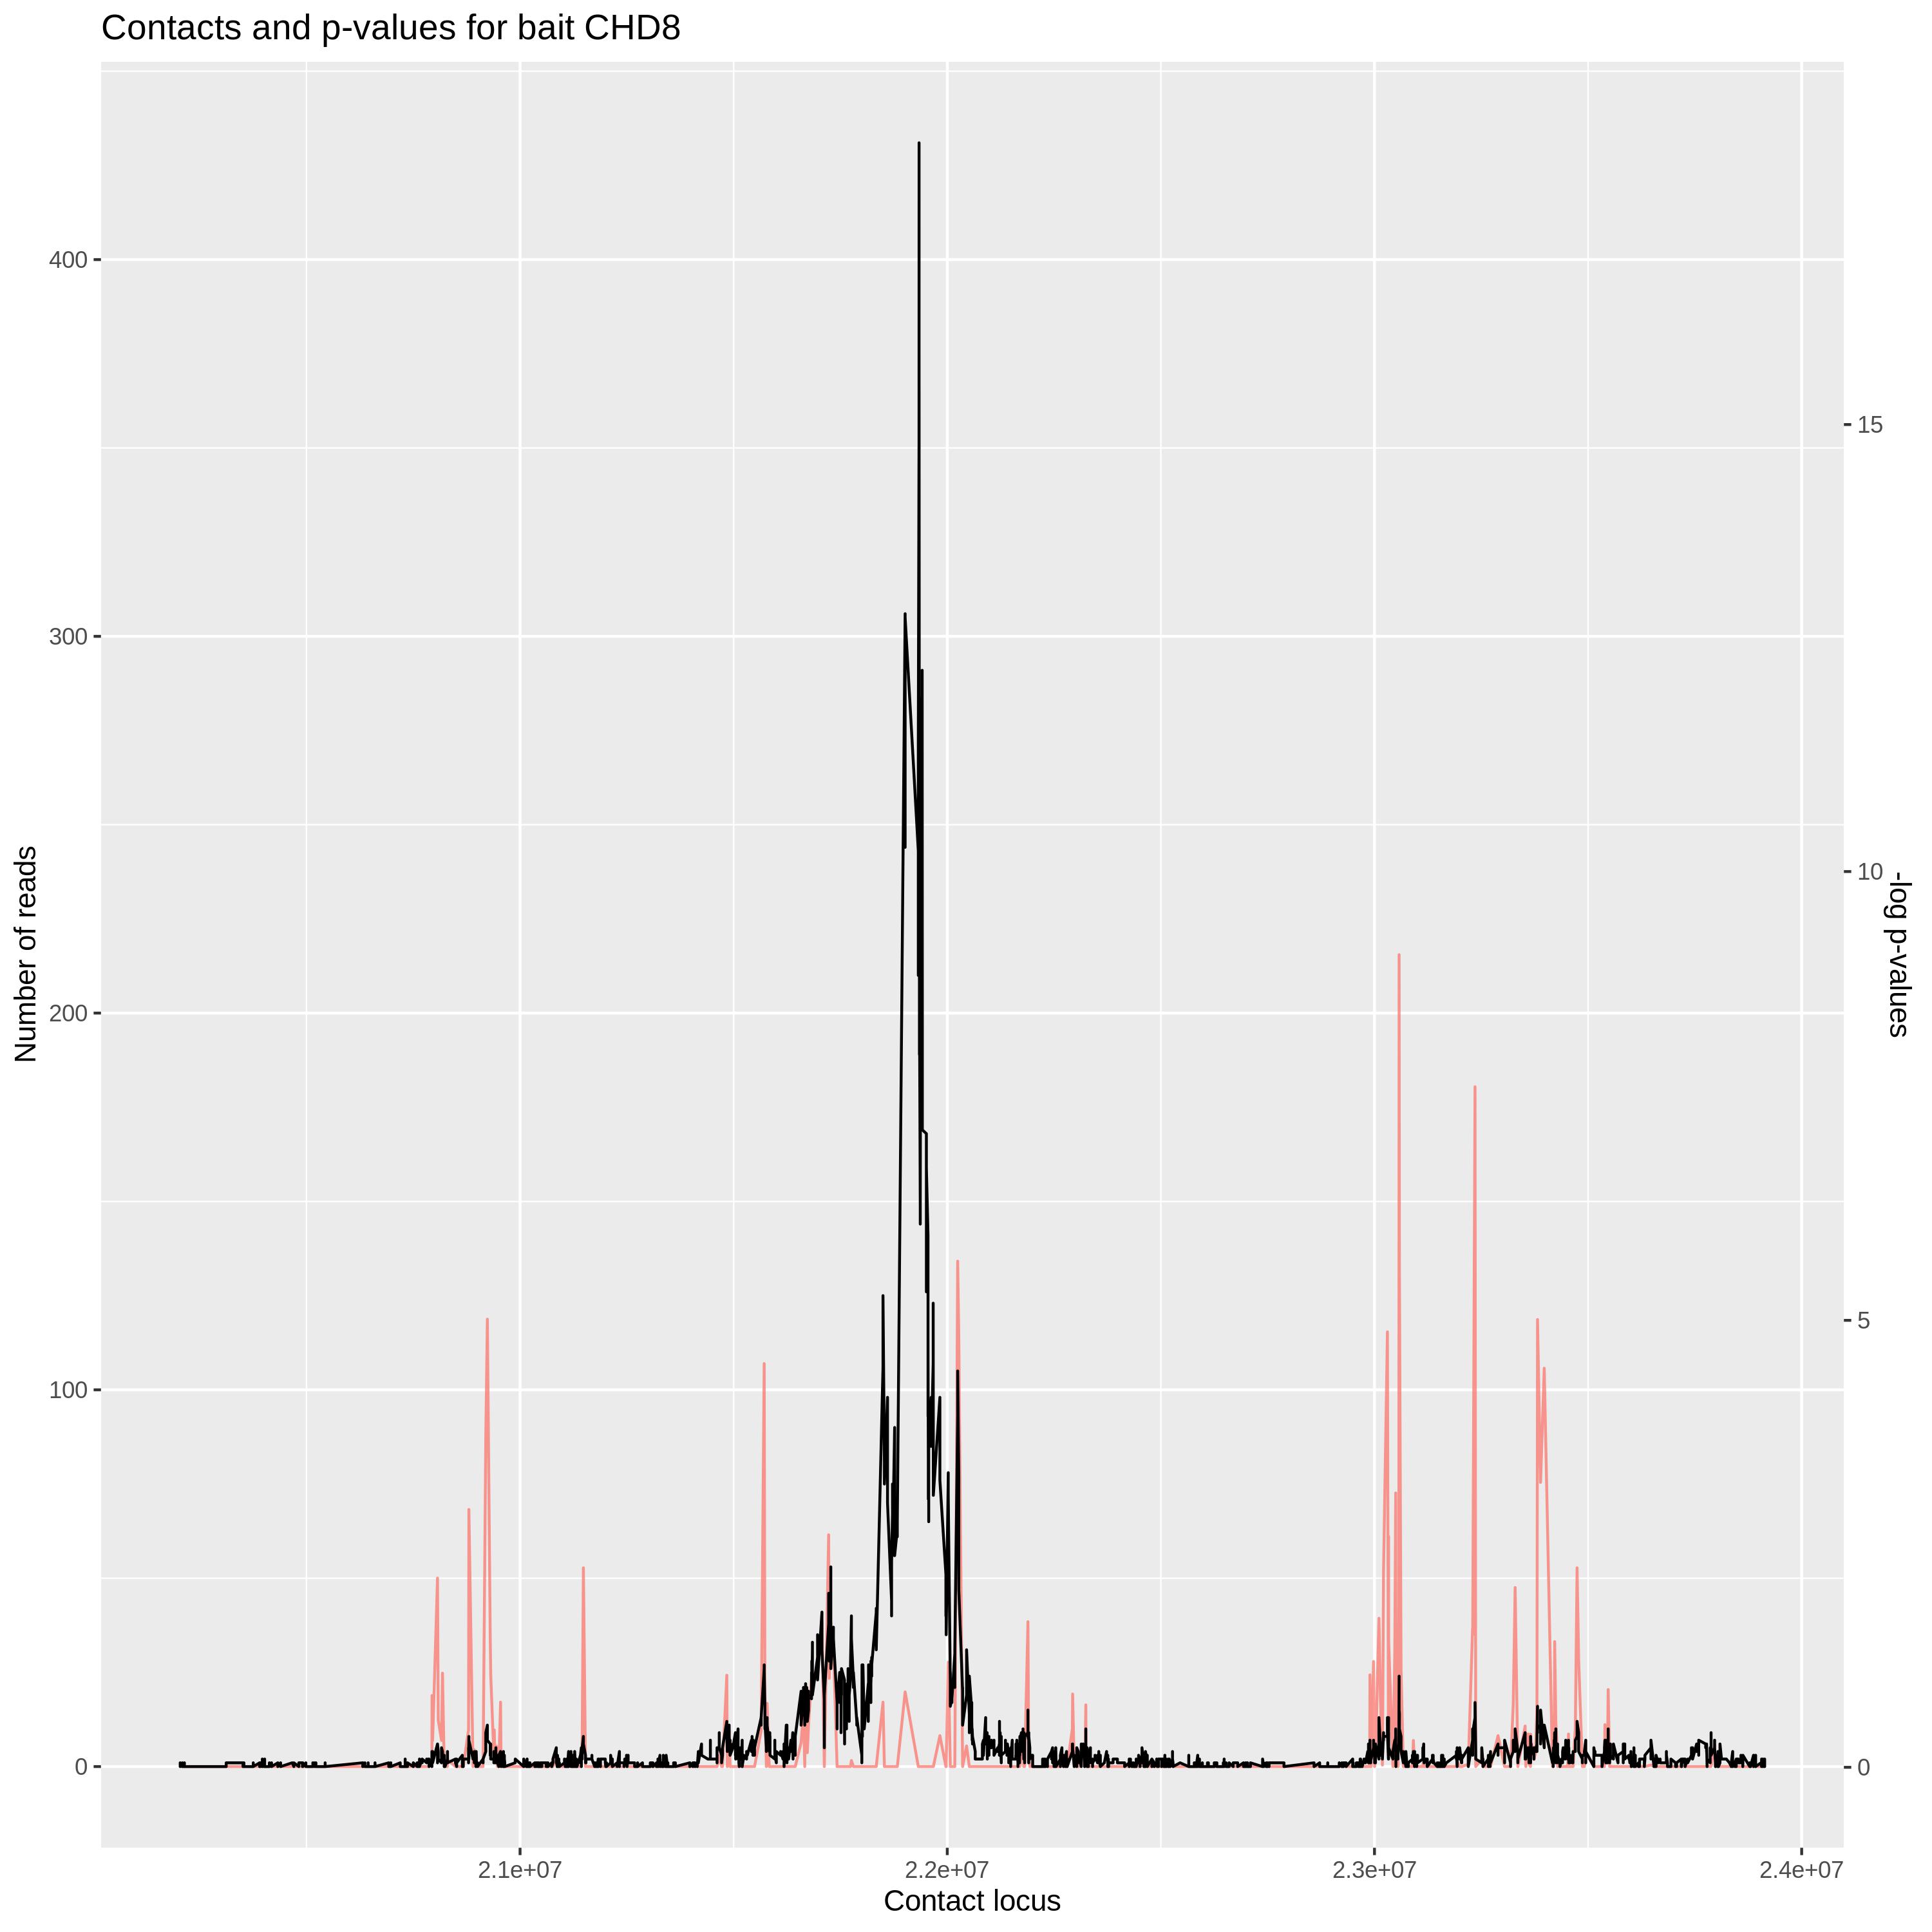 Contacts and p-values for bait CHD8
400
300
200
100
0
Number of reads
15
10
5
0
-log p-values
2.1e+07
2.2e+07
2.3e+07
2.4e+07
Contact locus